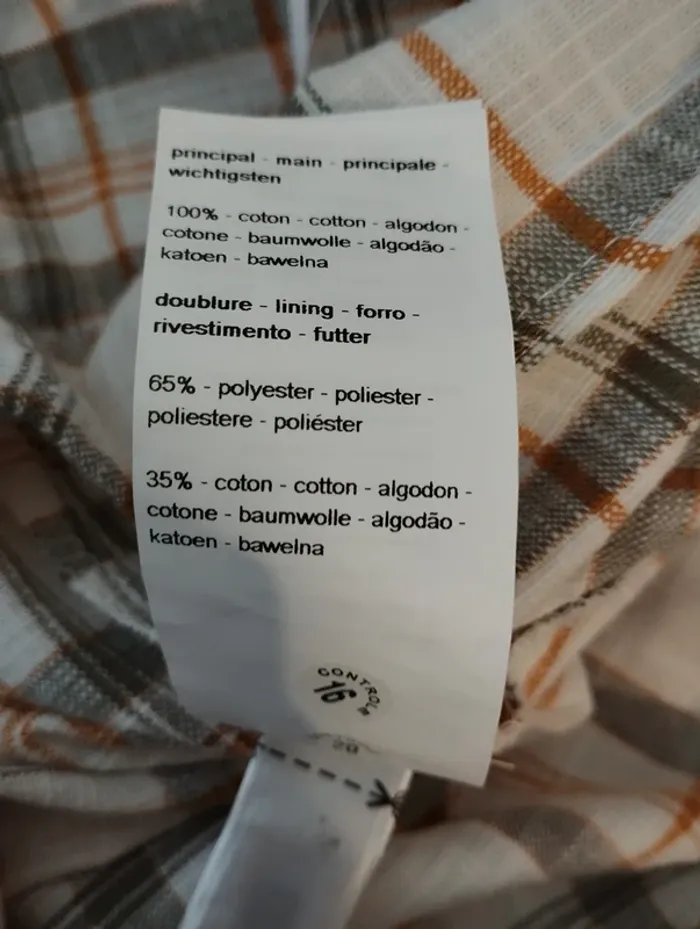 principal - main - principale -
wichtigsten
100% - coton - cotton - algodon -
cotone - baumwolle - algodão -
katoen - bawelna
doublure - lining - forro -
rivestimento - futter
65% - polyester - poliester -
poliestere - poliéster
35% - coton - cotton - algodon -
cotone - baumwolle - algodão -
katoen - bawelna
CONTROL
16